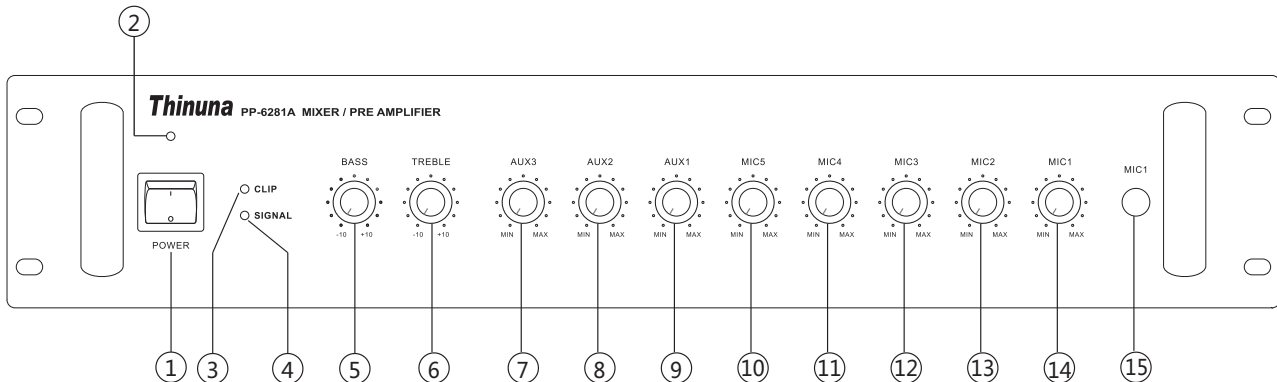 ②
Thinuna PP-6281A MIXER / PRE AMPLIFIER
BASS TREBLE AUX3 AUX2 AUX1 MIC5 MIC4 MIC3 MIC2 MIC1 MIC1
CLIP
I
SIGNAL
O
-10 +10 -10 +10 MIN MAX MIN MAX MIN MAX MIN MAX MIN MAX MIN MAX MIN MAX MIN MAX
POWER
① ③ ④ ⑤ ⑥ ⑦ ⑧ ⑨ ⑩ ⑪ ⑫ ⑬ ⑭ ⑮